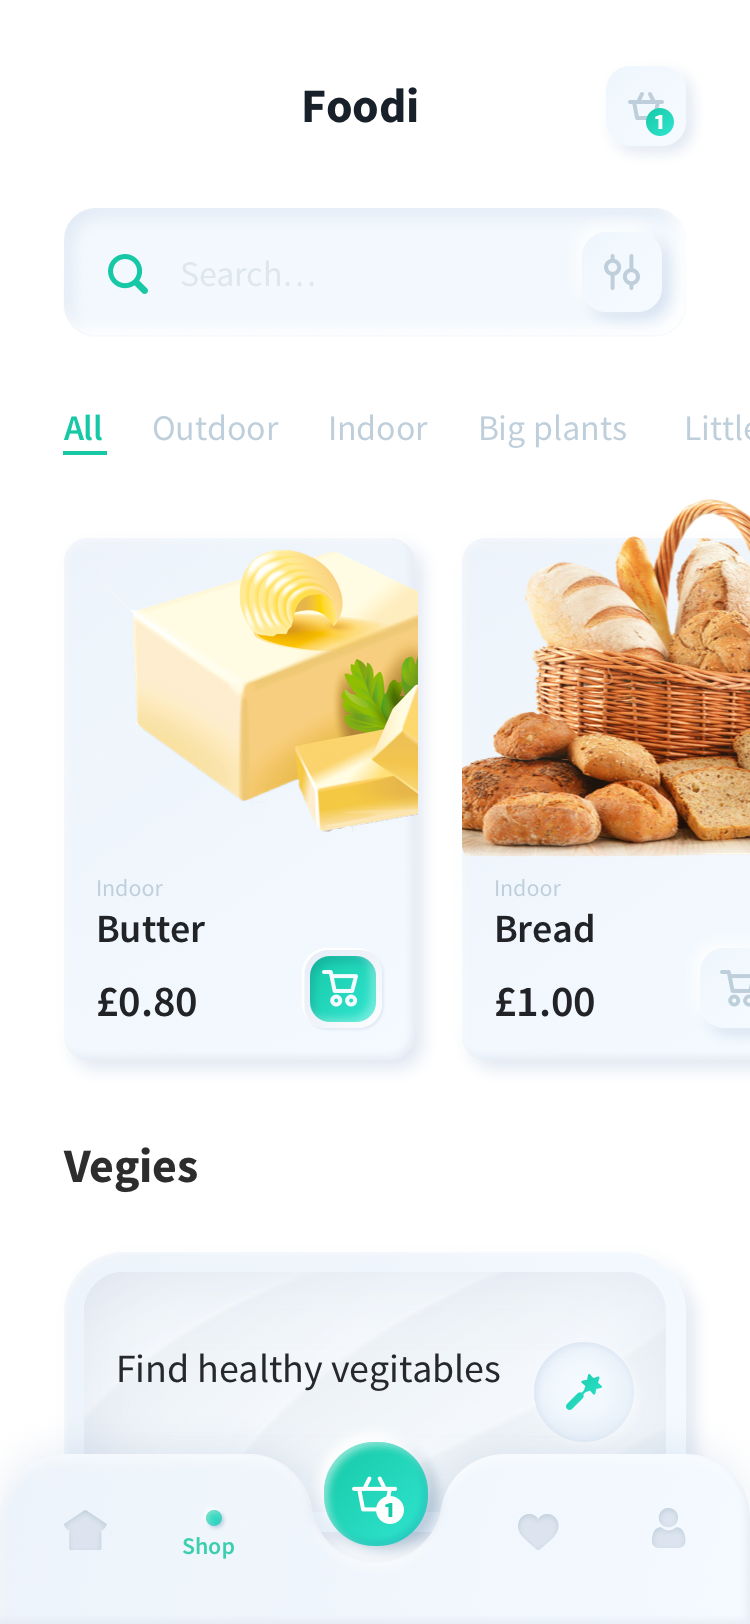 Foodi
1
Search...
All Outdoor Indoor Big plants Little
Indoor
Butter
£0.80
Indoor
Bread
£1.00
Vegies
Find healthy vegitables
1
Shop